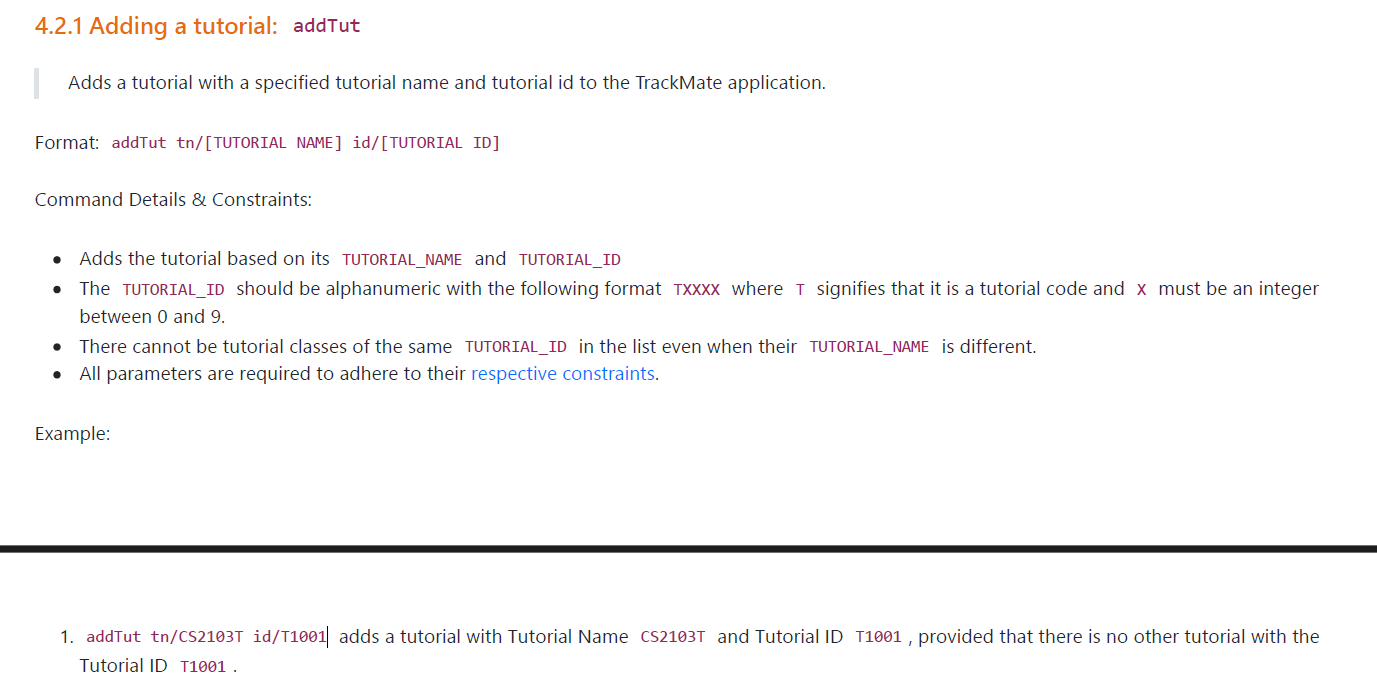 4.2.1 Adding a tutorial: addTut
Adds a tutorial with a specified tutorial name and tutorial id to the TrackMate application.
Format: addTut tn/[TUTORIAL NAME] id/[TUTORIAL ID]
Command Details & Constraints:
• Adds the tutorial based on its TUTORIAL_NAME and TUTORIAL_ID
• The TUTORIAL_ID should be alphanumeric with the following format TXXXX where T signifies that it is a tutorial code and X must be an integer
between 0 and 9.
• There cannot be tutorial classes of the same TUTORIAL_ID in the list even when their TUTORIAL_NAME is different.
• All parameters are required to adhere to their respective constraints.
Example:
1. addTut tn/CS2103T id/T1001 adds a tutorial with Tutorial Name CS2103T and Tutorial ID T1001 , provided that there is no other tutorial with the
Tutorial ID T1001 .